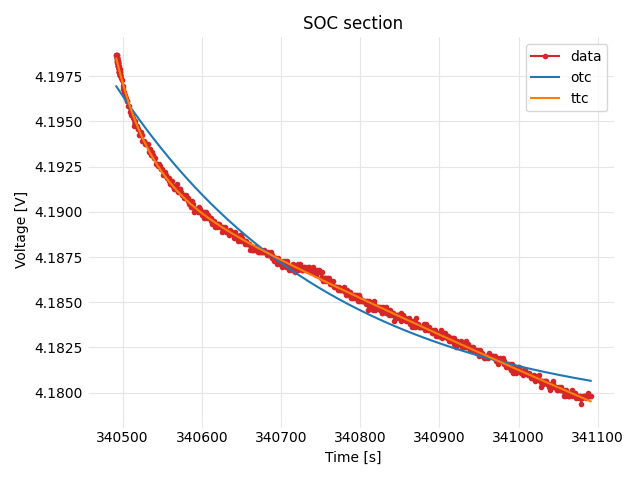 SOC section
4.1975
4.1950
4.1925
4.1900
4.1875
4.1850
4.1825
4.1800
Voltage [V]
data
otc
ttc
340500 340600 340700 340800 340900 341000 341100
Time [s]